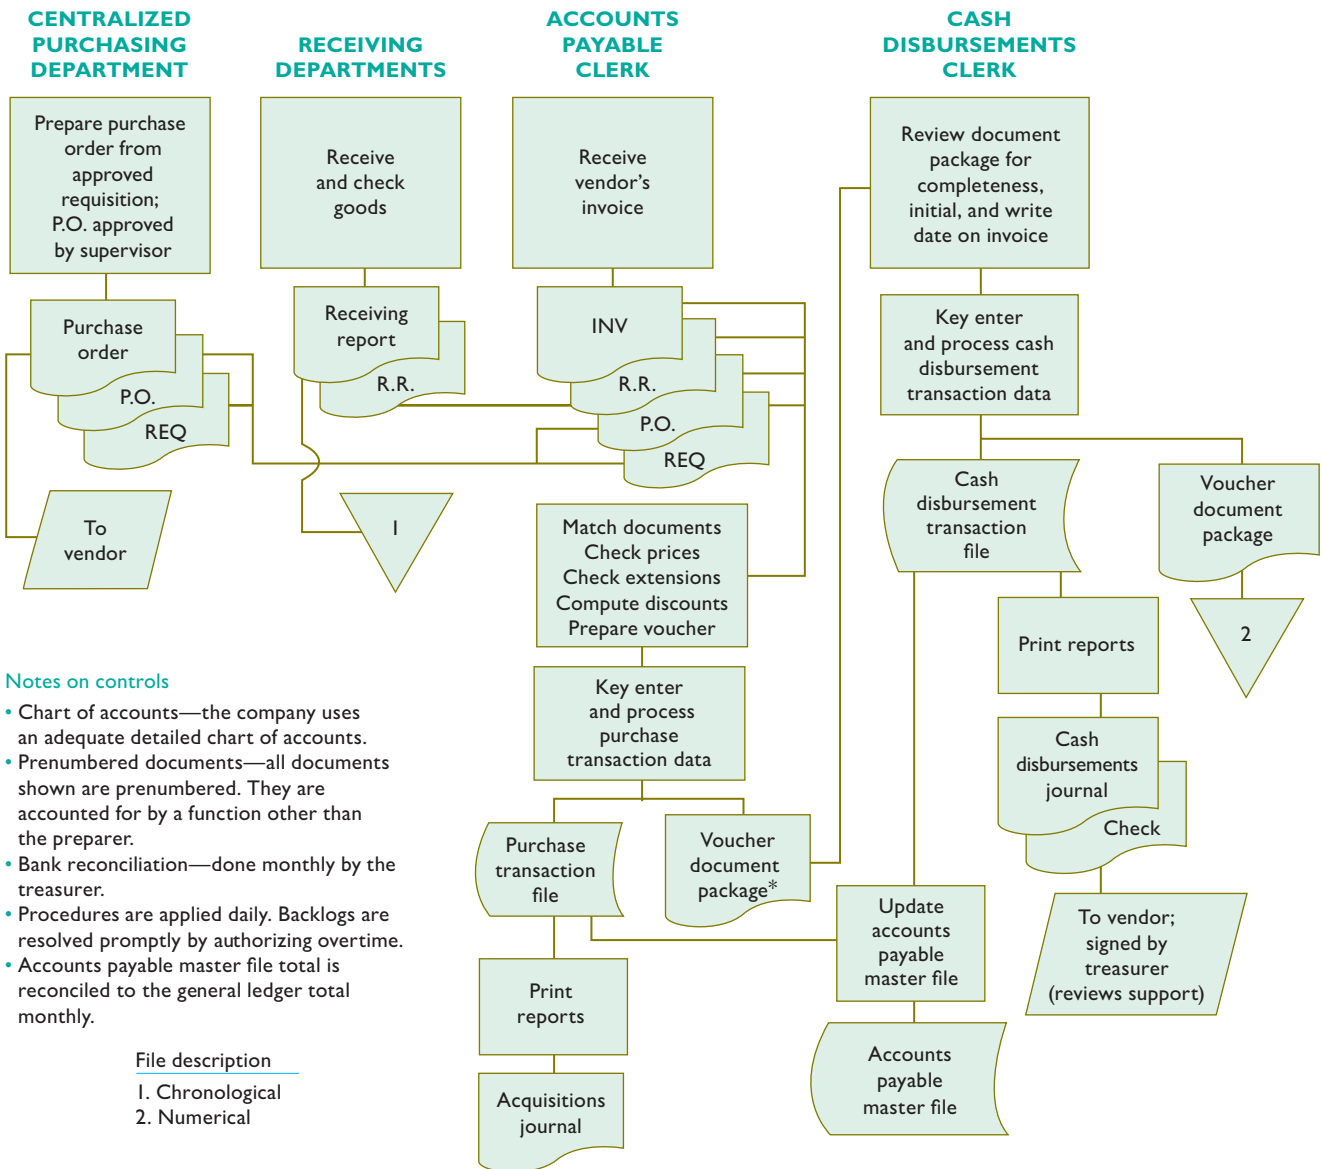 CENTRALIZED
PURCHASING
DEPARTMENT
RECEIVING
DEPARTMENTS
ACCOUNTS
PAYABLE
CLERK
CASH
DISBURSEMENTS
CLERK
Prepare purchase
order from
approved
requisition;
P.O. approved
by supervisor
Purchase
order
P.O.
REQ
To
vendor
Receive
and check
goods
Receiving
report
R.R.
1
Receive
vendor's
invoice
INV
R.R.
P.O.
REQ
Match documents
Check prices
Check extensions
Compute discounts
Prepare voucher
Key enter
and process
purchase
transaction data
Purchase
transaction
file
Voucher
document
package*
Print
reports
Acquisitions
journal
Review document
package for
completeness,
initial, and write
date on invoice
Key enter
and process cash
disbursement
transaction data
Cash
disbursement
transaction
file
Voucher
document
package
2
Print reports
Cash
disbursements
journal
Check
To vendor;
signed by
treasurer
(reviews support)
Update
accounts
payable
master file
Accounts
payable
master file
Notes on controls
• Chart of accounts—the company uses
an adequate detailed chart of accounts.
• Prenumbered documents—all documents
shown are prenumbered. They are
accounted for by a function other than
the preparer.
• Bank reconciliation—done monthly by the
treasurer.
• Procedures are applied daily. Backlogs are
resolved promptly by authorizing overtime.
• Accounts payable master file total is
reconciled to the general ledger total
monthly.
File description
1. Chronological
2. Numerical